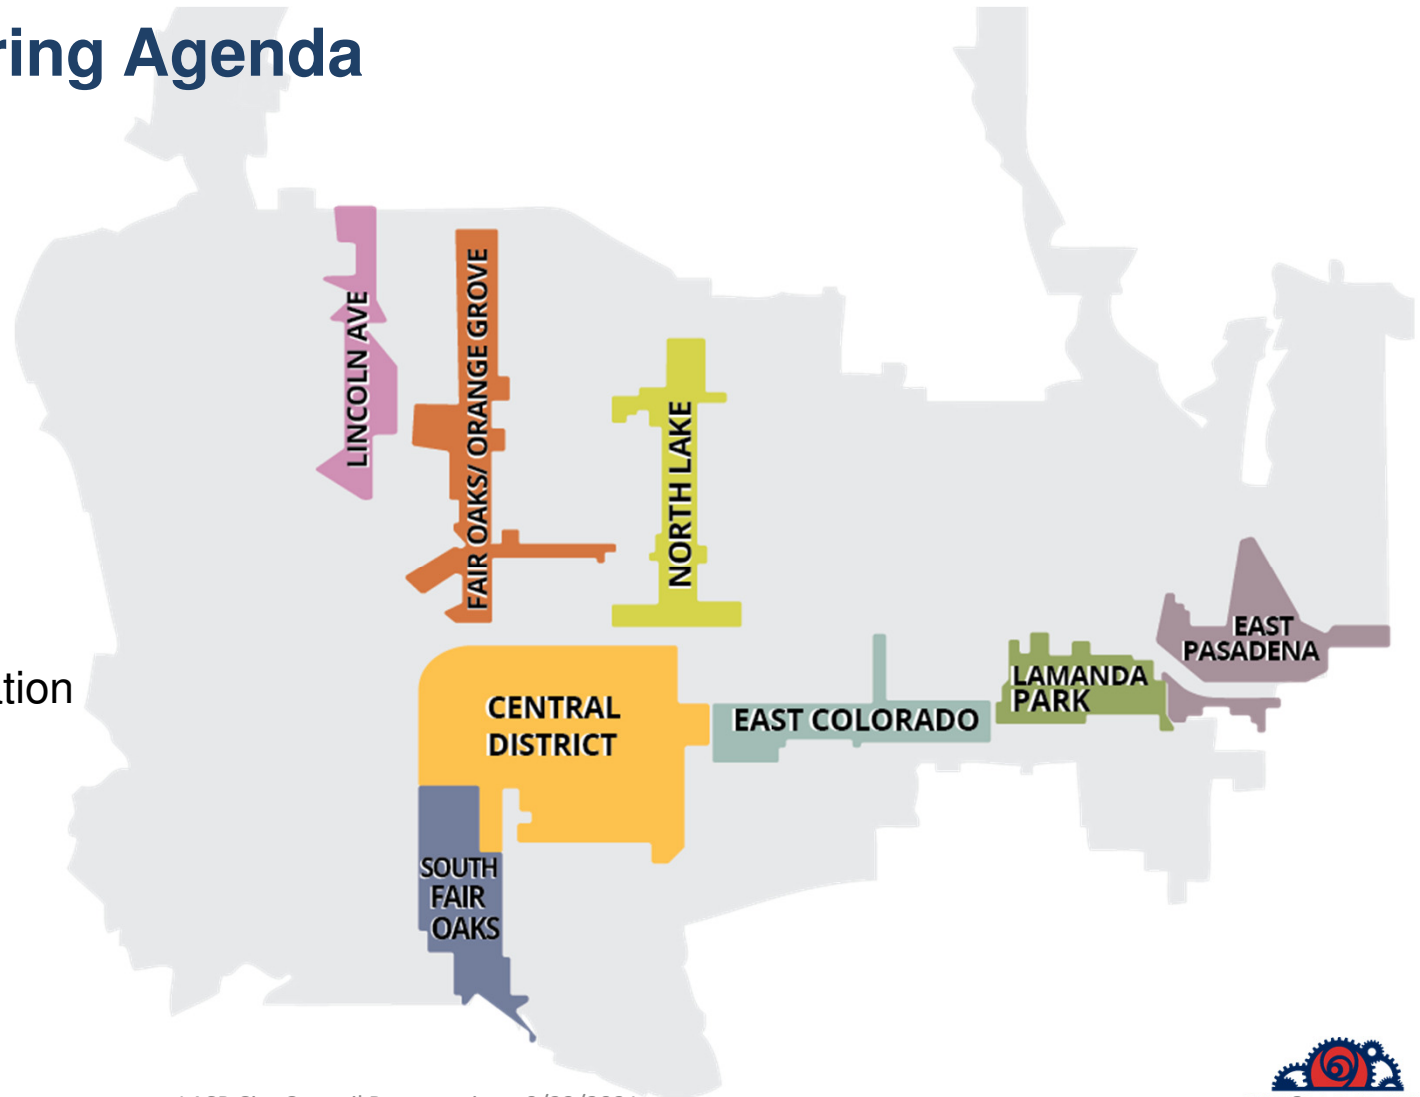 ring Agenda
LINCOLN AVE
FAIR OAKS/ ORANGE GROVE
NORTH LAKE
EAST
PASADENA
LAMANDA
PARK
ation
CENTRAL
DISTRICT
EAST COLORADO
SOUTH
FAIR
OAKS